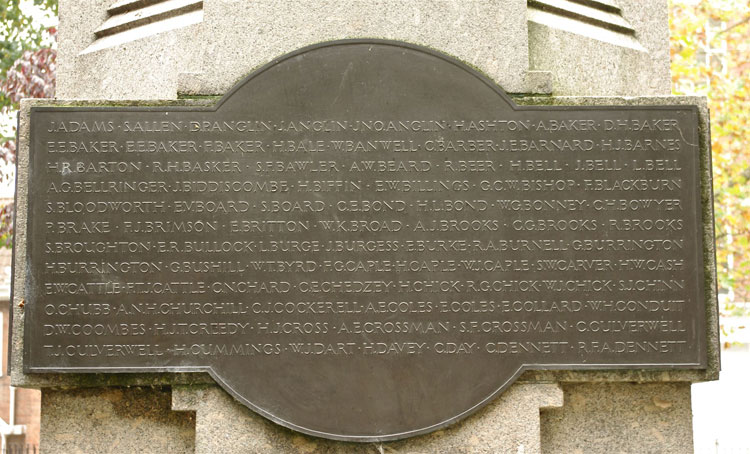 J.ADAMS · S.ALLEN · D.P.ANGLIN · J.ANGLIN · JNO.ANGLIN · H.ASHTON · A.BAKER · D.H.BAKER
E.E.BAKER · E.E.BAKER · F.BAKER · H.BALE · W.BANWELL · C.BARBER · J.E.BARNARD · H.J.BARNES
H.R.BARTON · R.H.BASKER · S.F.BAWLER · A.W.BEARD · R.BEER · H.BELL · J.BELL · L.BELL
A.G.BELLRINGER · J.BIDDISCOMBE · H.BIFFIN · E.W.BILLINGS · G.C.W.BISHOP · F.BLACKBURN
S.BLOODWORTH · E.V.BOARD · S.BOARD · C.E.BOND · H.L.BOND · W.G.BONNEY · C.H.BOWYER
P.BRAKE · F.J.BRIMSON · E.BRITTON · W.K.BROAD · A.J.BROOKS · C.G.BROOKS · R.BROOKS
S.BROUGHTON · E.R.BULLOCK · L.BURGE · J.BURGESS · E.BURKE · R.A.BURNELL · G.BURRINGTON
H.BURRINGTON · G.BUSHILL · W.T.BYRD · F.G.CAPLE · H.CAPLE · W.J.CAPLE · S.W.CARVER · H.W.CASH
E.W.CATTLE · F.T.J.CATTLE · C.N.CHARD · C.E.CHEDZEY · H.CHICK · R.G.CHICK · W.J.CHICK · S.J.CHINN
O.CHUBB · A.N.H.CHURCHILL · C.J.COCKERELL · A.E.COLES · E.COLES · E.COLLARD · W.H.CONDUIT
D.W.COOMBES · H.J.T.CREEDY · H.J.CROSS · A.E.CROSSMAN · S.F.CROSSMAN · C.CULVERWELL
T.J.CULVERWELL · H.CUMMINGS · W.J.DART · H.DAVEY · C.DAY · C.DENNETT · R.F.A.DENNETT